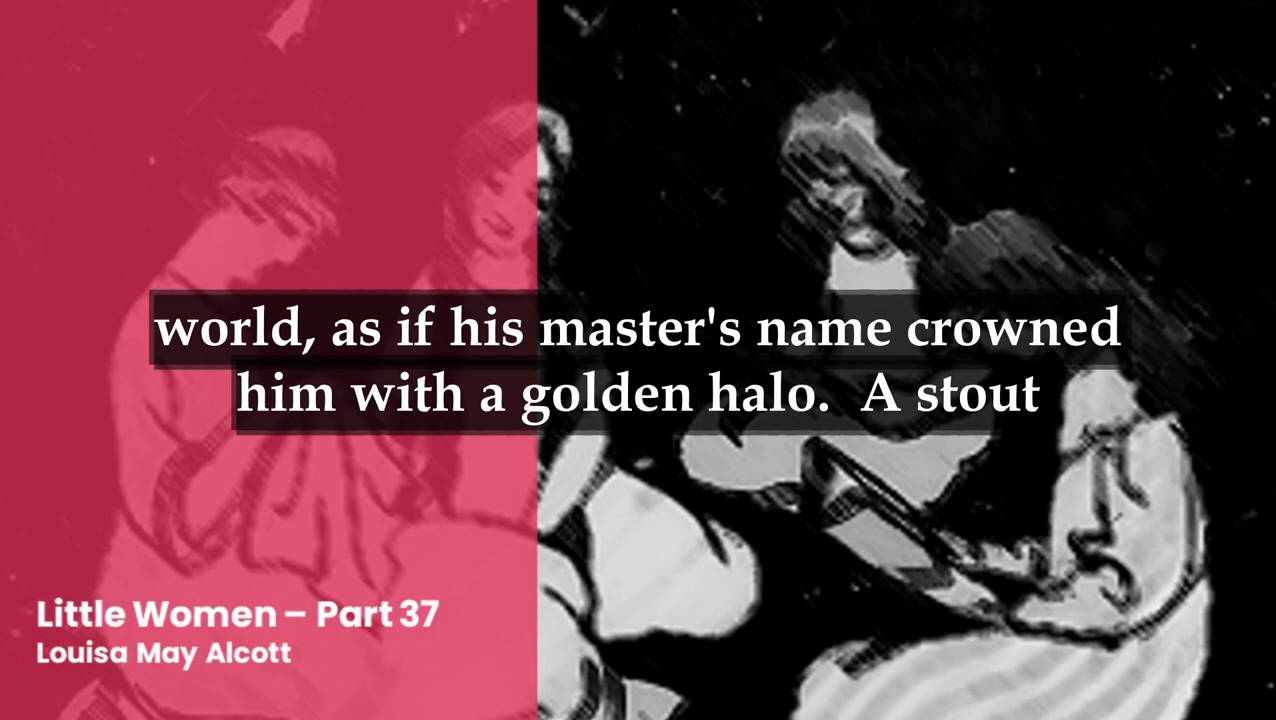 world, as if his master's name crowned
him with a golden halo.  A stout
Little Women – Part 37
Louisa May Alcott